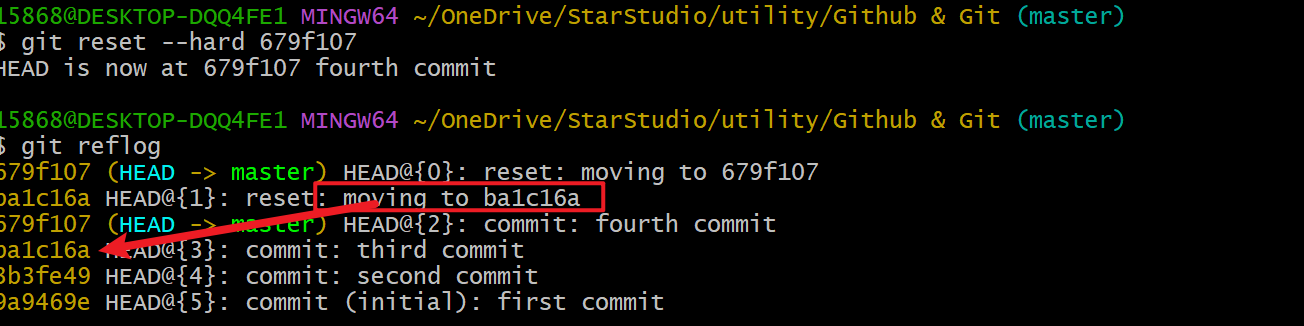 15868@DESKTOP-DQQ4FE1 MINGW64 ~/OneDrive/StarStudio/utility/Github & Git (master)
$ git reset --hard 679f107
HEAD is now at 679f107 fourth commit
15868@DESKTOP-DQQ4FE1 MINGW64 ~/OneDrive/StarStudio/utility/Github & Git (master)
$ git reflog
679f107 (HEAD -> master) HEAD@{0}: reset: moving to 679f107
ba1c16a HEAD@{1}: reset: moving to ba1c16a
679f107 (HEAD -> master) HEAD@{2}: commit: fourth commit
ba1c16a HEAD@{3}: commit: third commit
3b3fe49 HEAD@{4}: commit: second commit
9a9469e HEAD@{5}: commit (initial): first commit